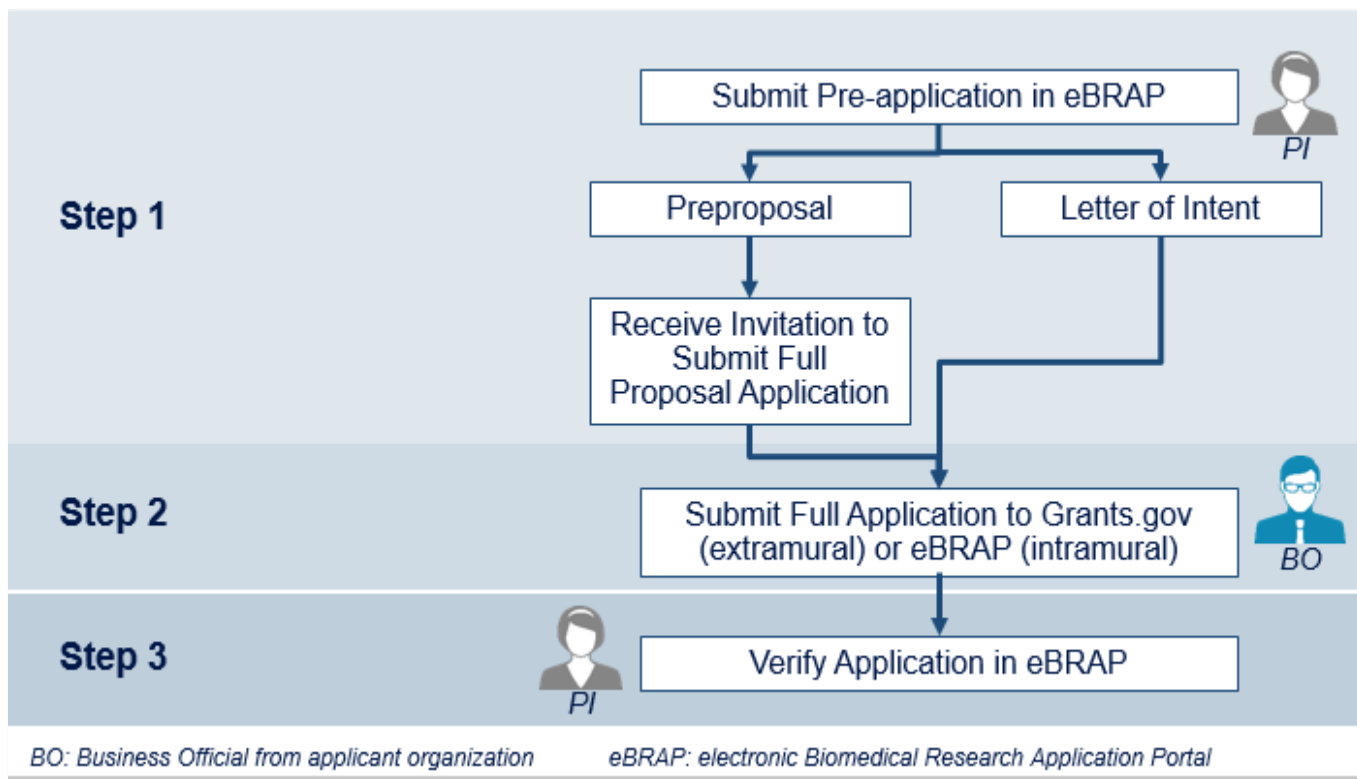 Submit Pre-application in eBRAP
PI
Step 1
Preproposal
Letter of Intent
Receive Invitation to
Submit Full
Proposal Application
Step 2
Submit Full Application to Grants.gov
(extramural) or eBRAP (intramural)
BO
Step 3
Verify Application in eBRAP
PI
BO: Business Official from applicant organization
eBRAP: electronic Biomedical Research Application Portal